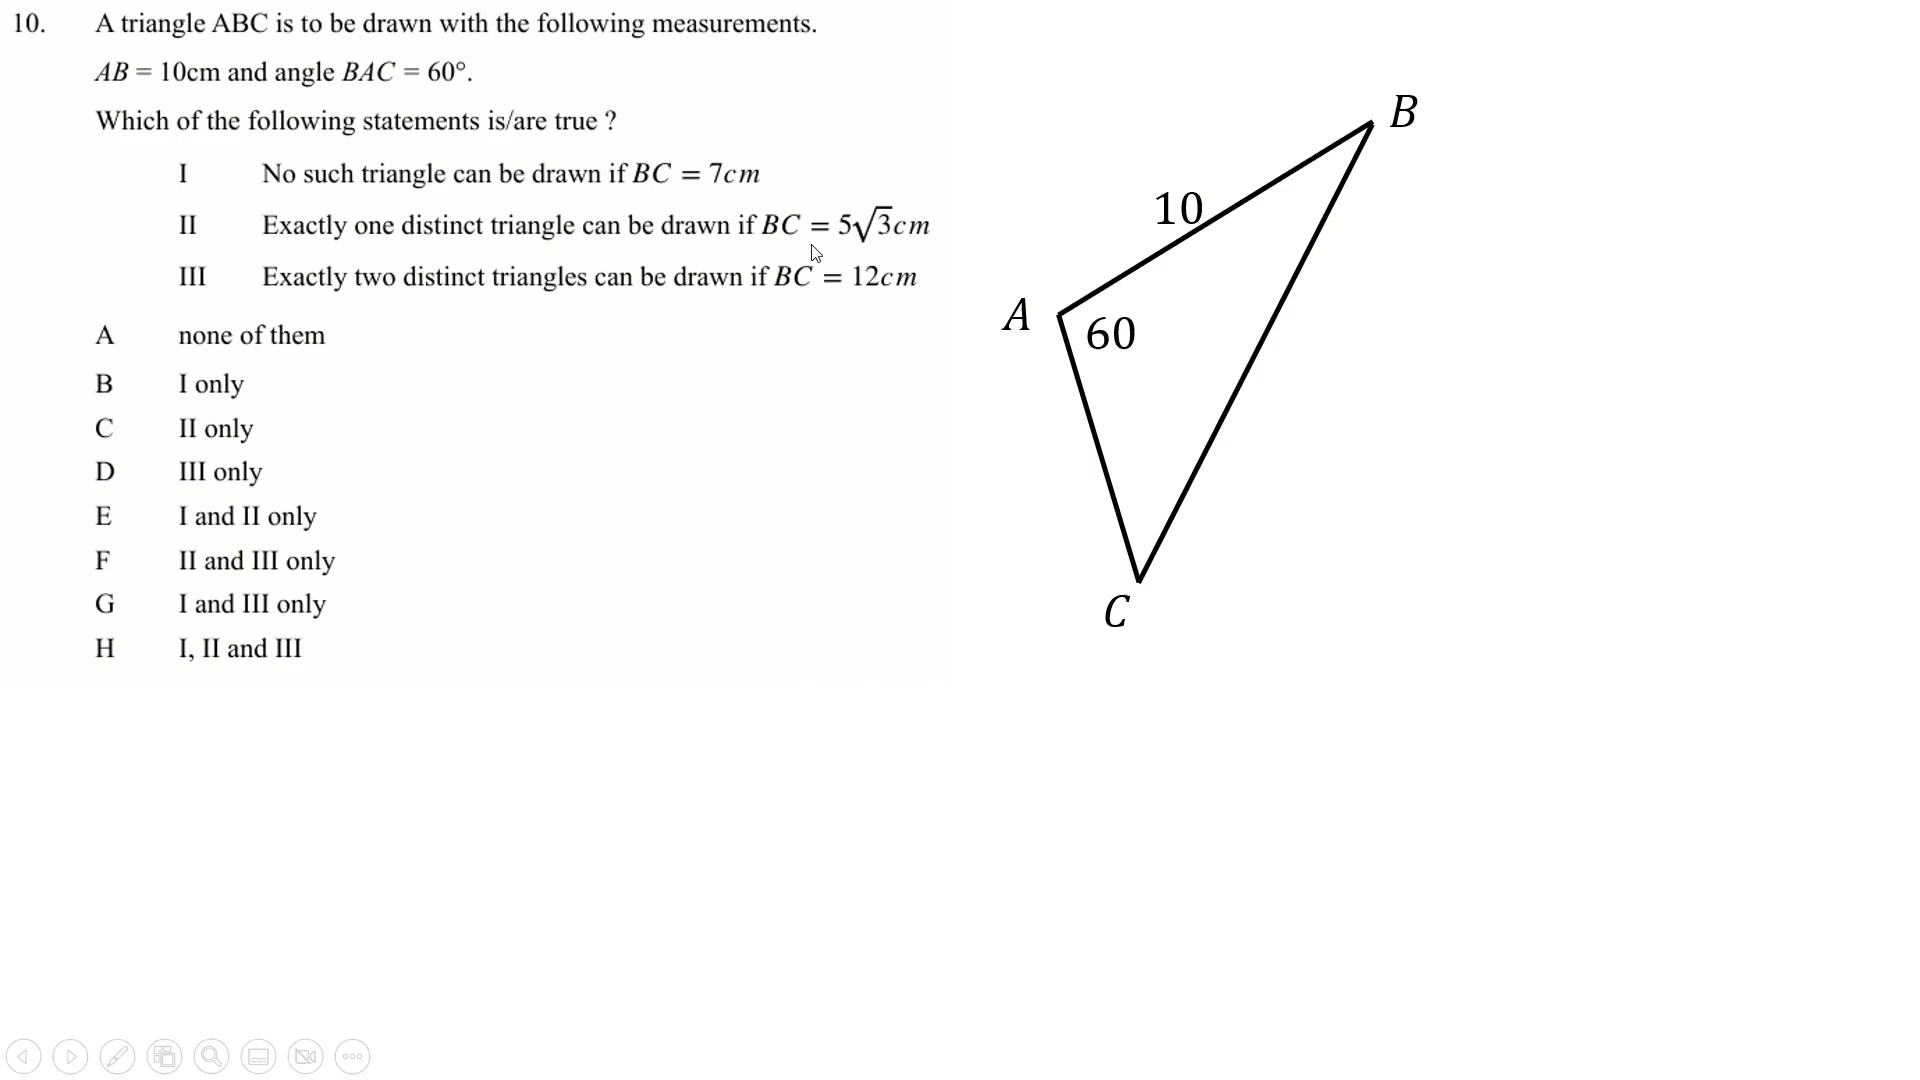 10. A triangle ABC is to be drawn with the following measurements.
AB = 10cm and angle BAC = 60°.
Which of the following statements is/are true ?
I No such triangle can be drawn if BC = 7cm
II Exactly one distinct triangle can be drawn if BC = 5√3cm
III Exactly two distinct triangles can be drawn if BC = 12cm
A none of them
B I only
C II only
D III only
E I and II only
F II and III only
G I and III only
H I, II and III
B
10
A
60
C